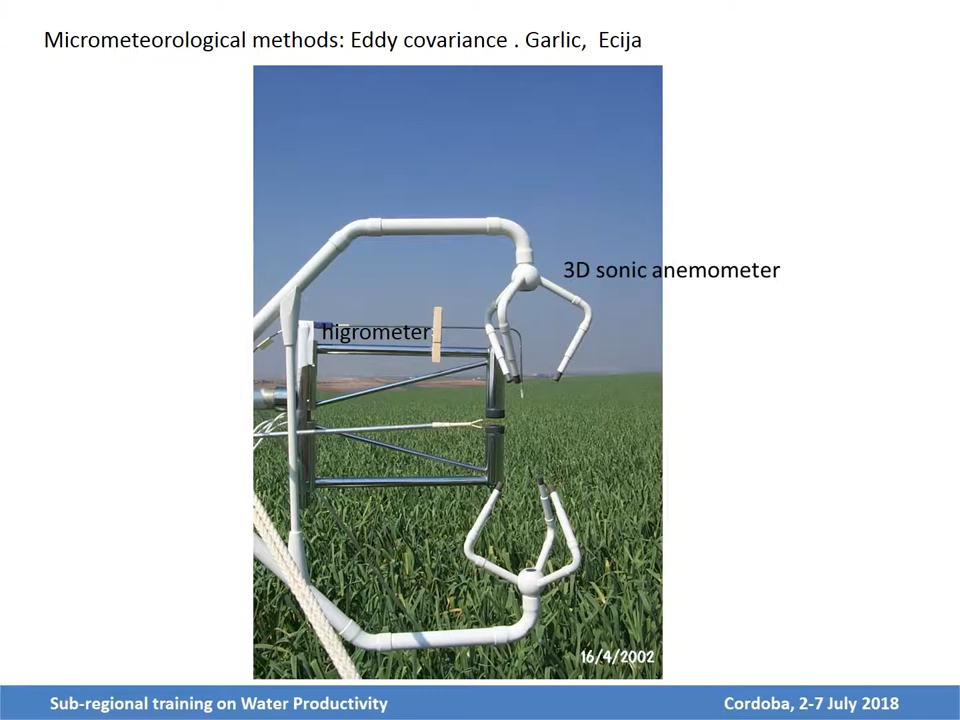 Micrometeorological methods: Eddy covariance . Garlic, Ecija
3D sonic anemometer
higrometer
16/4/2002
Sub-regional training on Water Productivity
Cordoba, 2-7 July 2018